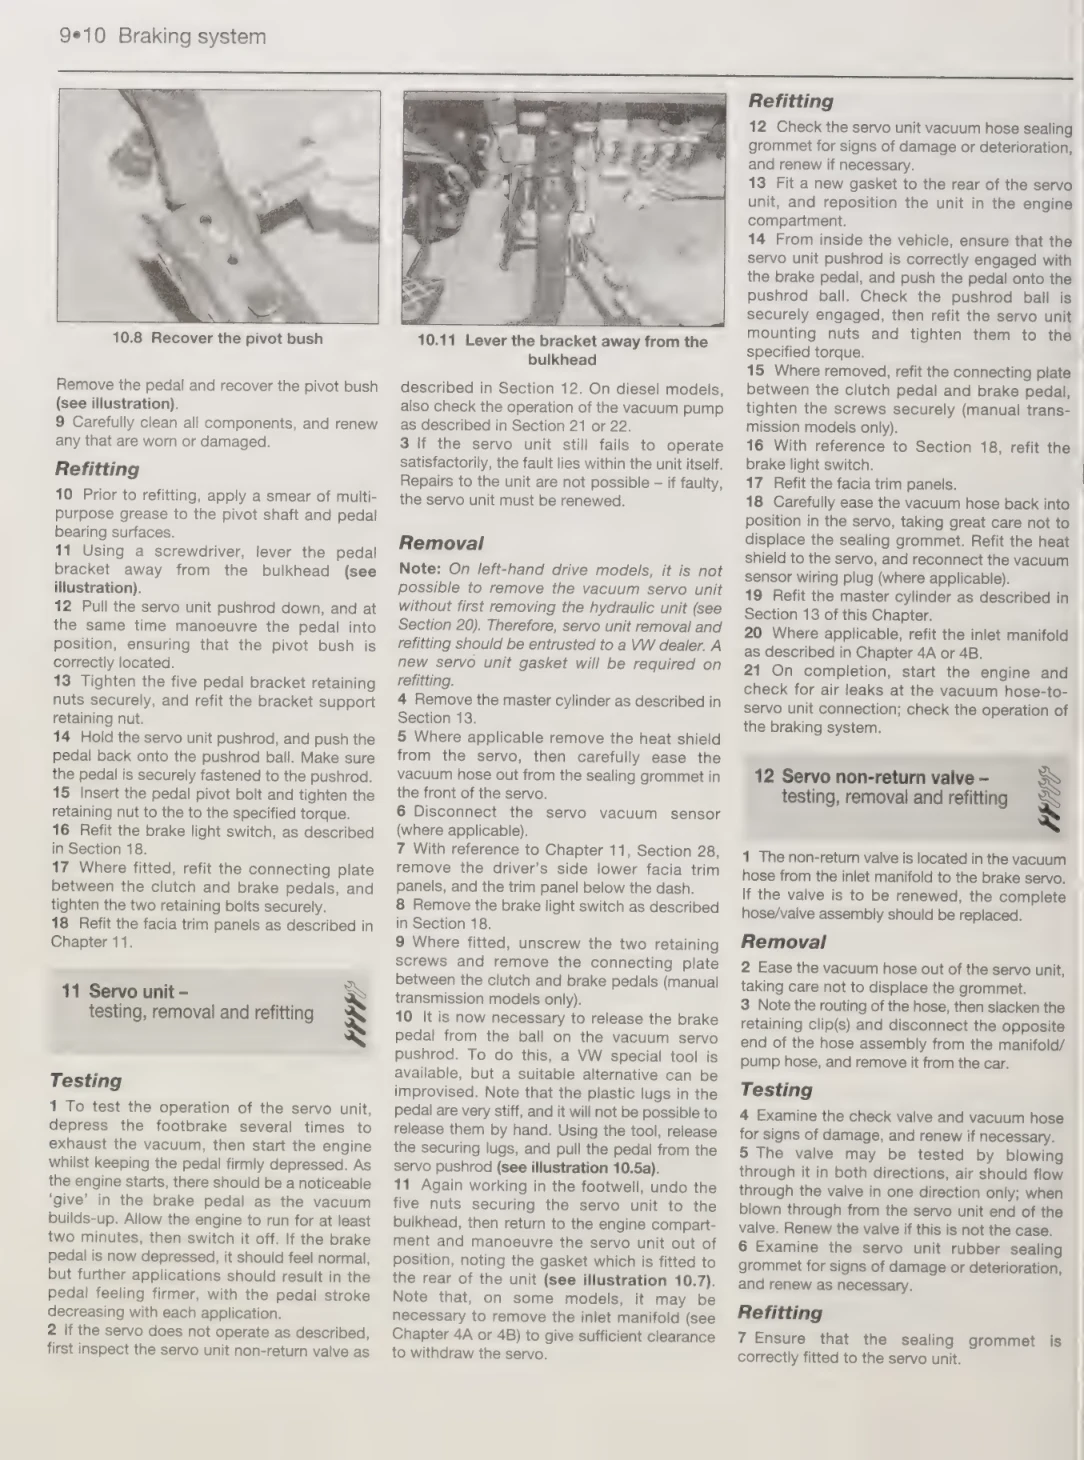 9•10 Braking system
10.8 Recover the pivot bush
Remove the pedal and recover the pivot bush
(see illustration).
9 Carefully clean all components, and renew
any that are worn or damaged.
Refitting
10 Prior to refitting, apply a smear of multi-
purpose grease to the pivot shaft and pedal
bearing surfaces.
11 Using a screwdriver, lever the pedal
bracket away from the bulkhead (see
illustration).
12 Pull the servo unit pushrod down, and at
the same time manoeuvre the pedal into
position, ensuring that the pivot bush is
correctly located.
13 Tighten the five pedal bracket retaining
nuts securely, and refit the bracket support
retaining nut.
14 Hold the servo unit pushrod, and push the
pedal back onto the pushrod ball. Make sure
the pedal is securely fastened to the pushrod.
15 Insert the pedal pivot bolt and tighten the
retaining nut to the to the specified torque.
16 Refit the brake light switch, as described
in Section 18.
17 Where fitted, refit the connecting plate
between the clutch and brake pedals, and
tighten the two retaining bolts securely.
18 Refit the facia trim panels as described in
Chapter 11.
11 Servo unit –
testing, removal and refitting
Testing
1 To test the operation of the servo unit,
depress the footbrake several times to
exhaust the vacuum, then start the engine
whilst keeping the pedal firmly depressed. As
the engine starts, there should be a noticeable
‘give’ in the brake pedal as the vacuum
builds-up. Allow the engine to run for at least
two minutes, then switch it off. If the brake
pedal is now depressed, it should feel normal,
but further applications should result in the
pedal feeling firmer, with the pedal stroke
decreasing with each application.
2 If the servo does not operate as described,
first inspect the servo unit non-return valve as
10.11 Lever the bracket away from the
bulkhead
described in Section 12. On diesel models,
also check the operation of the vacuum pump
as described in Section 21 or 22.
3 If the servo unit still fails to operate
satisfactorily, the fault lies within the unit itself.
Repairs to the unit are not possible – if faulty,
the servo unit must be renewed.
Removal
Note: On left-hand drive models, it is not
possible to remove the vacuum servo unit
without first removing the hydraulic unit (see
Section 20). Therefore, servo unit removal and
refitting should be entrusted to a VW dealer. A
new servo unit gasket will be required on
refitting.
4 Remove the master cylinder as described in
Section 13.
5 Where applicable remove the heat shield
from the servo, then carefully ease the
vacuum hose out from the sealing grommet in
the front of the servo.
6 Disconnect the servo vacuum sensor
(where applicable).
7 With reference to Chapter 11, Section 28,
remove the driver's side lower facia trim
panels, and the trim panel below the dash.
8 Remove the brake light switch as described
in Section 18.
9 Where fitted, unscrew the two retaining
screws and remove the connecting plate
between the clutch and brake pedals (manual
transmission models only).
10 It is now necessary to release the brake
pedal from the ball on the vacuum servo
pushrod. To do this, a VW special tool is
available, but a suitable alternative can be
improvised. Note that the plastic lugs in the
pedal are very stiff, and it will not be possible to
release them by hand. Using the tool, release
the securing lugs, and pull the pedal from the
servo pushrod (see illustration 10.5a).
11 Again working in the footwell, undo the
five nuts securing the servo unit to the
bulkhead, then return to the engine compart-
ment and manoeuvre the servo unit out of
position, noting the gasket which is fitted to
the rear of the unit (see illustration 10.7).
Note that, on some models, it may be
necessary to remove the inlet manifold (see
Chapter 4A or 4B) to give sufficient clearance
to withdraw the servo.
Refitting
12 Check the servo unit vacuum hose sealing
grommet for signs of damage or deterioration,
and renew if necessary.
13 Fit a new gasket to the rear of the servo
unit, and reposition the unit in the engine
compartment.
14 From inside the vehicle, ensure that the
servo unit pushrod is correctly engaged with
the brake pedal, and push the pedal onto the
pushrod ball. Check the pushrod ball is
securely engaged, then refit the servo unit
mounting nuts and tighten them to the
specified torque.
15 Where removed, refit the connecting plate
between the clutch pedal and brake pedal,
tighten the screws securely (manual trans-
mission models only).
16 With reference to Section 18, refit the
brake light switch.
17 Refit the facia trim panels.
18 Carefully ease the vacuum hose back into
position in the servo, taking great care not to
displace the sealing grommet. Refit the heat
shield to the servo, and reconnect the vacuum
sensor wiring plug (where applicable).
19 Refit the master cylinder as described in
Section 13 of this Chapter.
20 Where applicable, refit the inlet manifold
as described in Chapter 4A or 4B.
21 On completion, start the engine and
check for air leaks at the vacuum hose-to-
servo unit connection; check the operation of
the braking system.
12 Servo non-return valve –
testing, removal and refitting
1 The non-return valve is located in the vacuum
hose from the inlet manifold to the brake servo.
If the valve is to be renewed, the complete
hose/valve assembly should be replaced.
Removal
2 Ease the vacuum hose out of the servo unit,
taking care not to displace the grommet.
3 Note the routing of the hose, then slacken the
retaining clip(s) and disconnect the opposite
end of the hose assembly from the manifold/
pump hose, and remove it from the car.
Testing
4 Examine the check valve and vacuum hose
for signs of damage, and renew if necessary.
5 The valve may be tested by blowing
through it in both directions, air should flow
through the valve in one direction only; when
blown through from the servo unit end of the
valve. Renew the valve if this is not the case.
6 Examine the servo unit rubber sealing
grommet for signs of damage or deterioration,
and renew as necessary.
Refitting
7 Ensure that the sealing grommet is
correctly fitted to the servo unit.